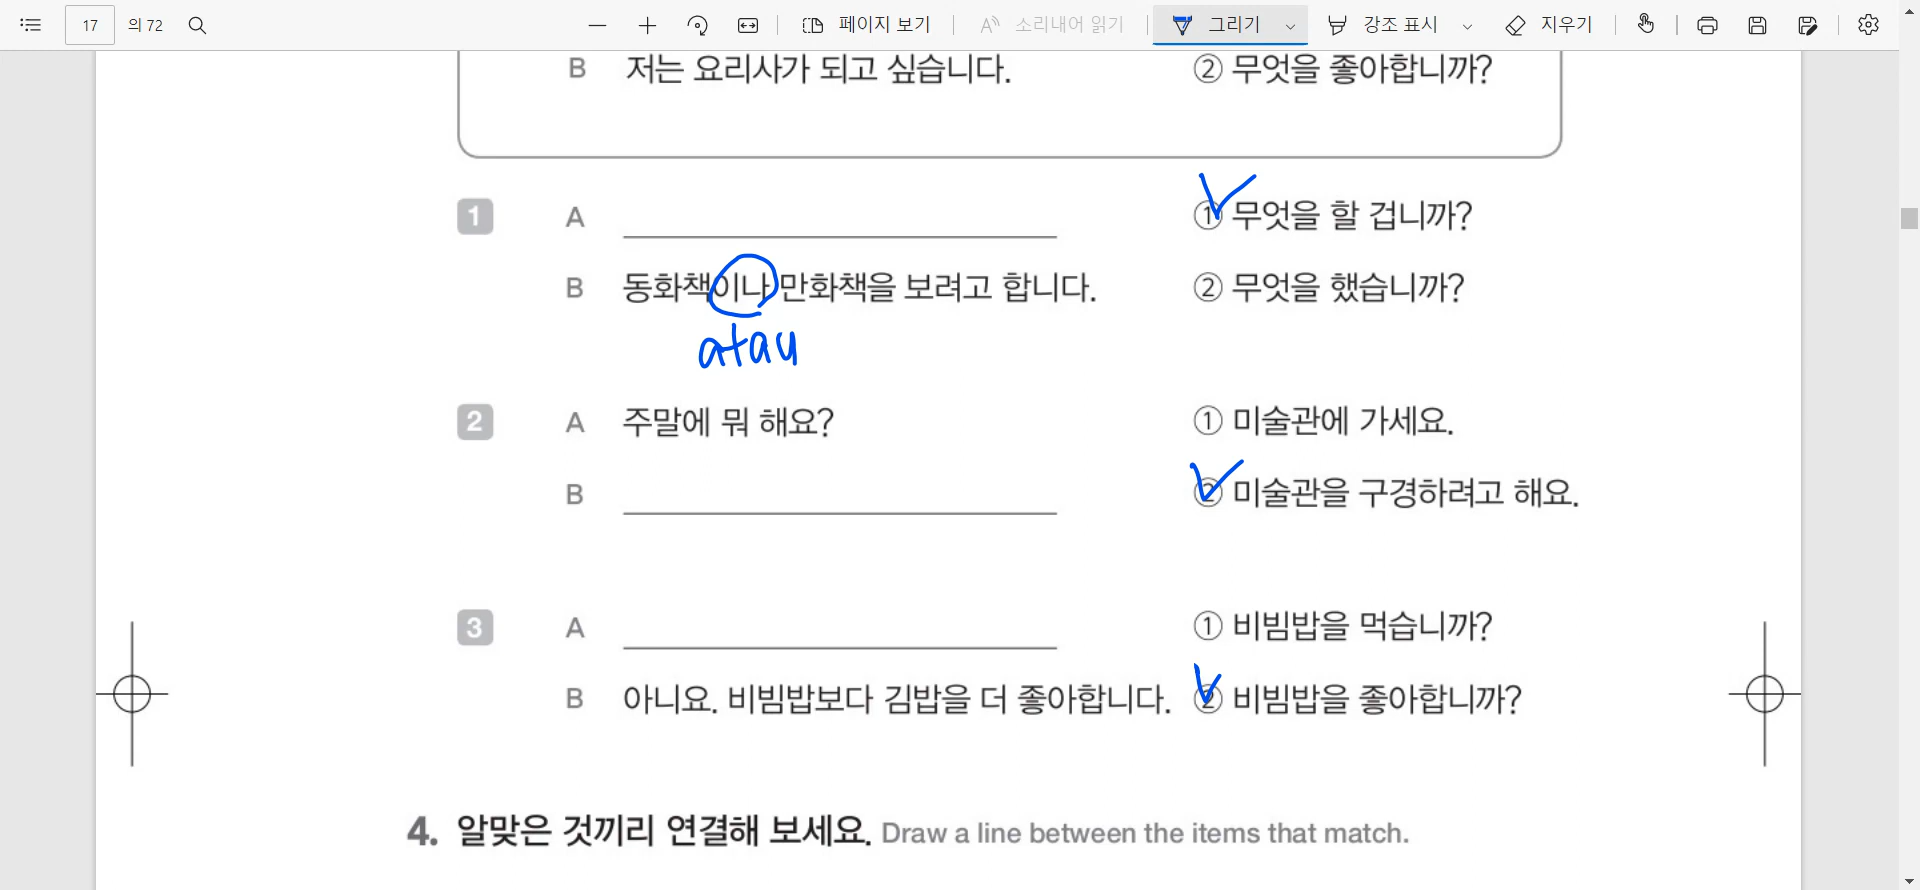 17 의 72 페이지 보기 소리내어 읽기 그리기 강조 표시 지우기
B 저는 요리사가 되고 싶습니다. ② 무엇을 좋아합니까?
1 A ① 무엇을 할 겁니까?
B 동화책이나 만화책을 보려고 합니다. ② 무엇을 했습니까?
atau
2 A 주말에 뭐 해요? ① 미술관에 가세요.
B ② 미술관을 구경하려고 해요.
3 A ① 비빔밥을 먹습니까?
B 아니요. 비빔밥보다 김밥을 더 좋아합니다. ② 비빔밥을 좋아합니까?
4. 알맞은 것끼리 연결해 보세요. Draw a line between the items that match.